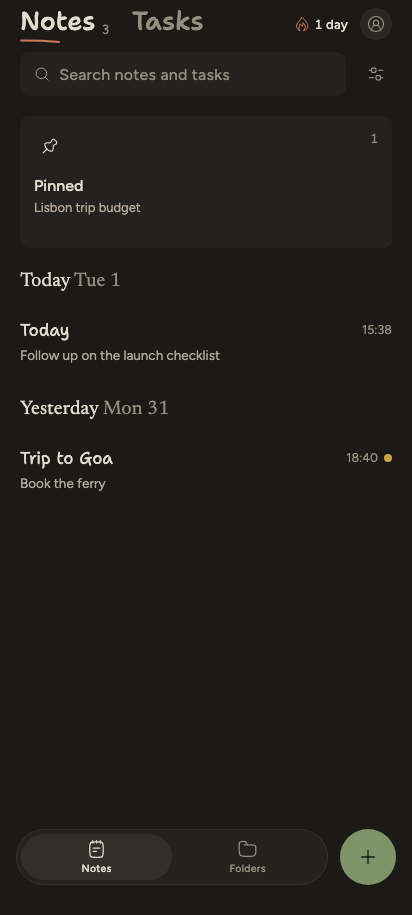 Notes 3 Tasks 1 day
Search notes and tasks
1
Pinned
Lisbon trip budget
Today Tue 1
Today 15:38
Follow up on the launch checklist
Yesterday Mon 31
Trip to Goa 18:40
Book the ferry
Notes Folders